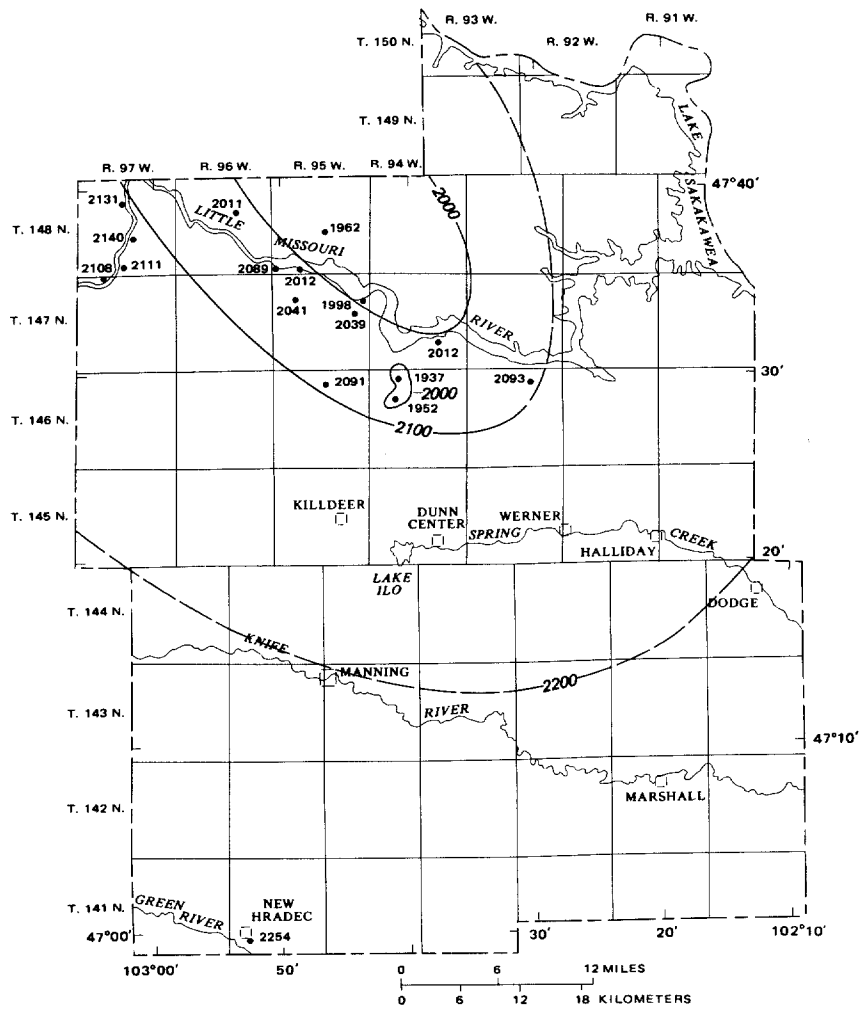 R. 93 W.
R. 91 W.
T. 150 N.
R. 92 W.
LAKE SAKAKAWEA
T. 149 N.
R. 97 W.
R. 96 W.
R. 95 W.
R. 94 W.
47°40'
2131
2011
2000
LITTLE MISSOURI RIVER
1962
T. 148 N.
2140
2108
2111
2089
2012
2041
1998
T. 147 N.
2039
2012
30'
2091
1937
2093
2000
1952
T. 146 N.
2100
KILLDEER
DUNN
CENTER
WERNER
T. 145 N.
SPRING CREEK
HALLIDAY
20'
LAKE
ILO
T. 144 N.
DODGE
KNIFE RIVER
MANNING
2200
T. 143 N.
47°10'
MARSHALL
T. 142 N.
GREEN RIVER
NEW
HRADEC
T. 141 N.
47°00'
2254
103°00'
50'
30'
20'
102°10'
0 6 12 MILES
0 6 12 18 KILOMETERS